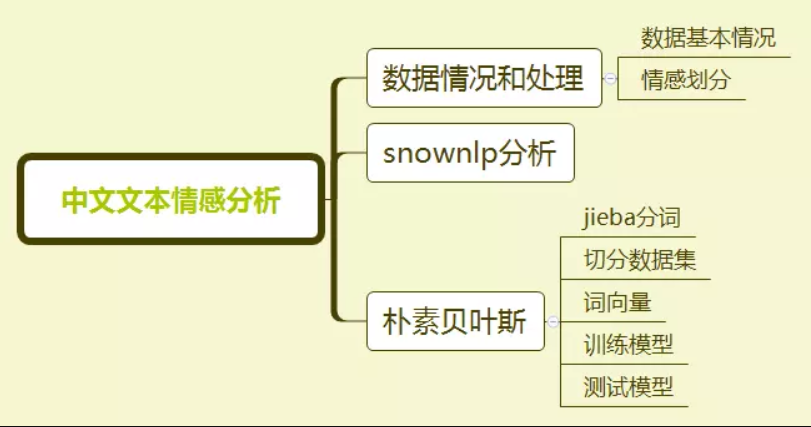 中文文本情感分析
数据情况和处理
数据基本情况
情感划分
snownlp分析
朴素贝叶斯
jieba分词
切分数据集
词向量
训练模型
测试模型